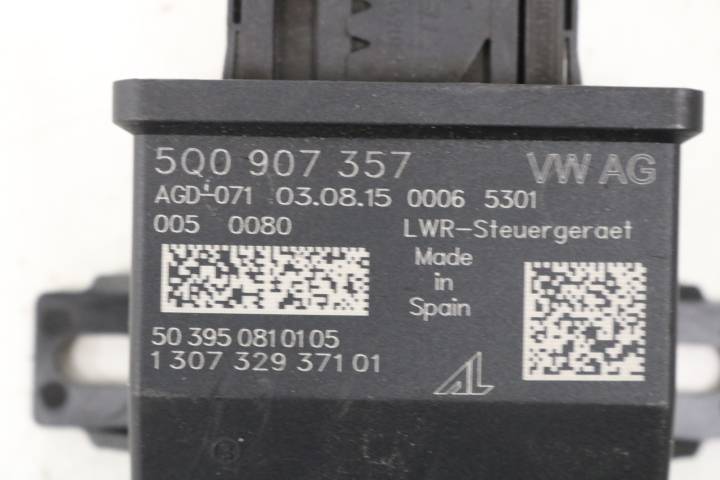 5Q0 907 357 VW AG
AGD-071 03.08.15 0006 5301
005 0080 LWR-Steuergeraet
Made
in
Spain
50 395 0810105
1 307 329 371 01
AL